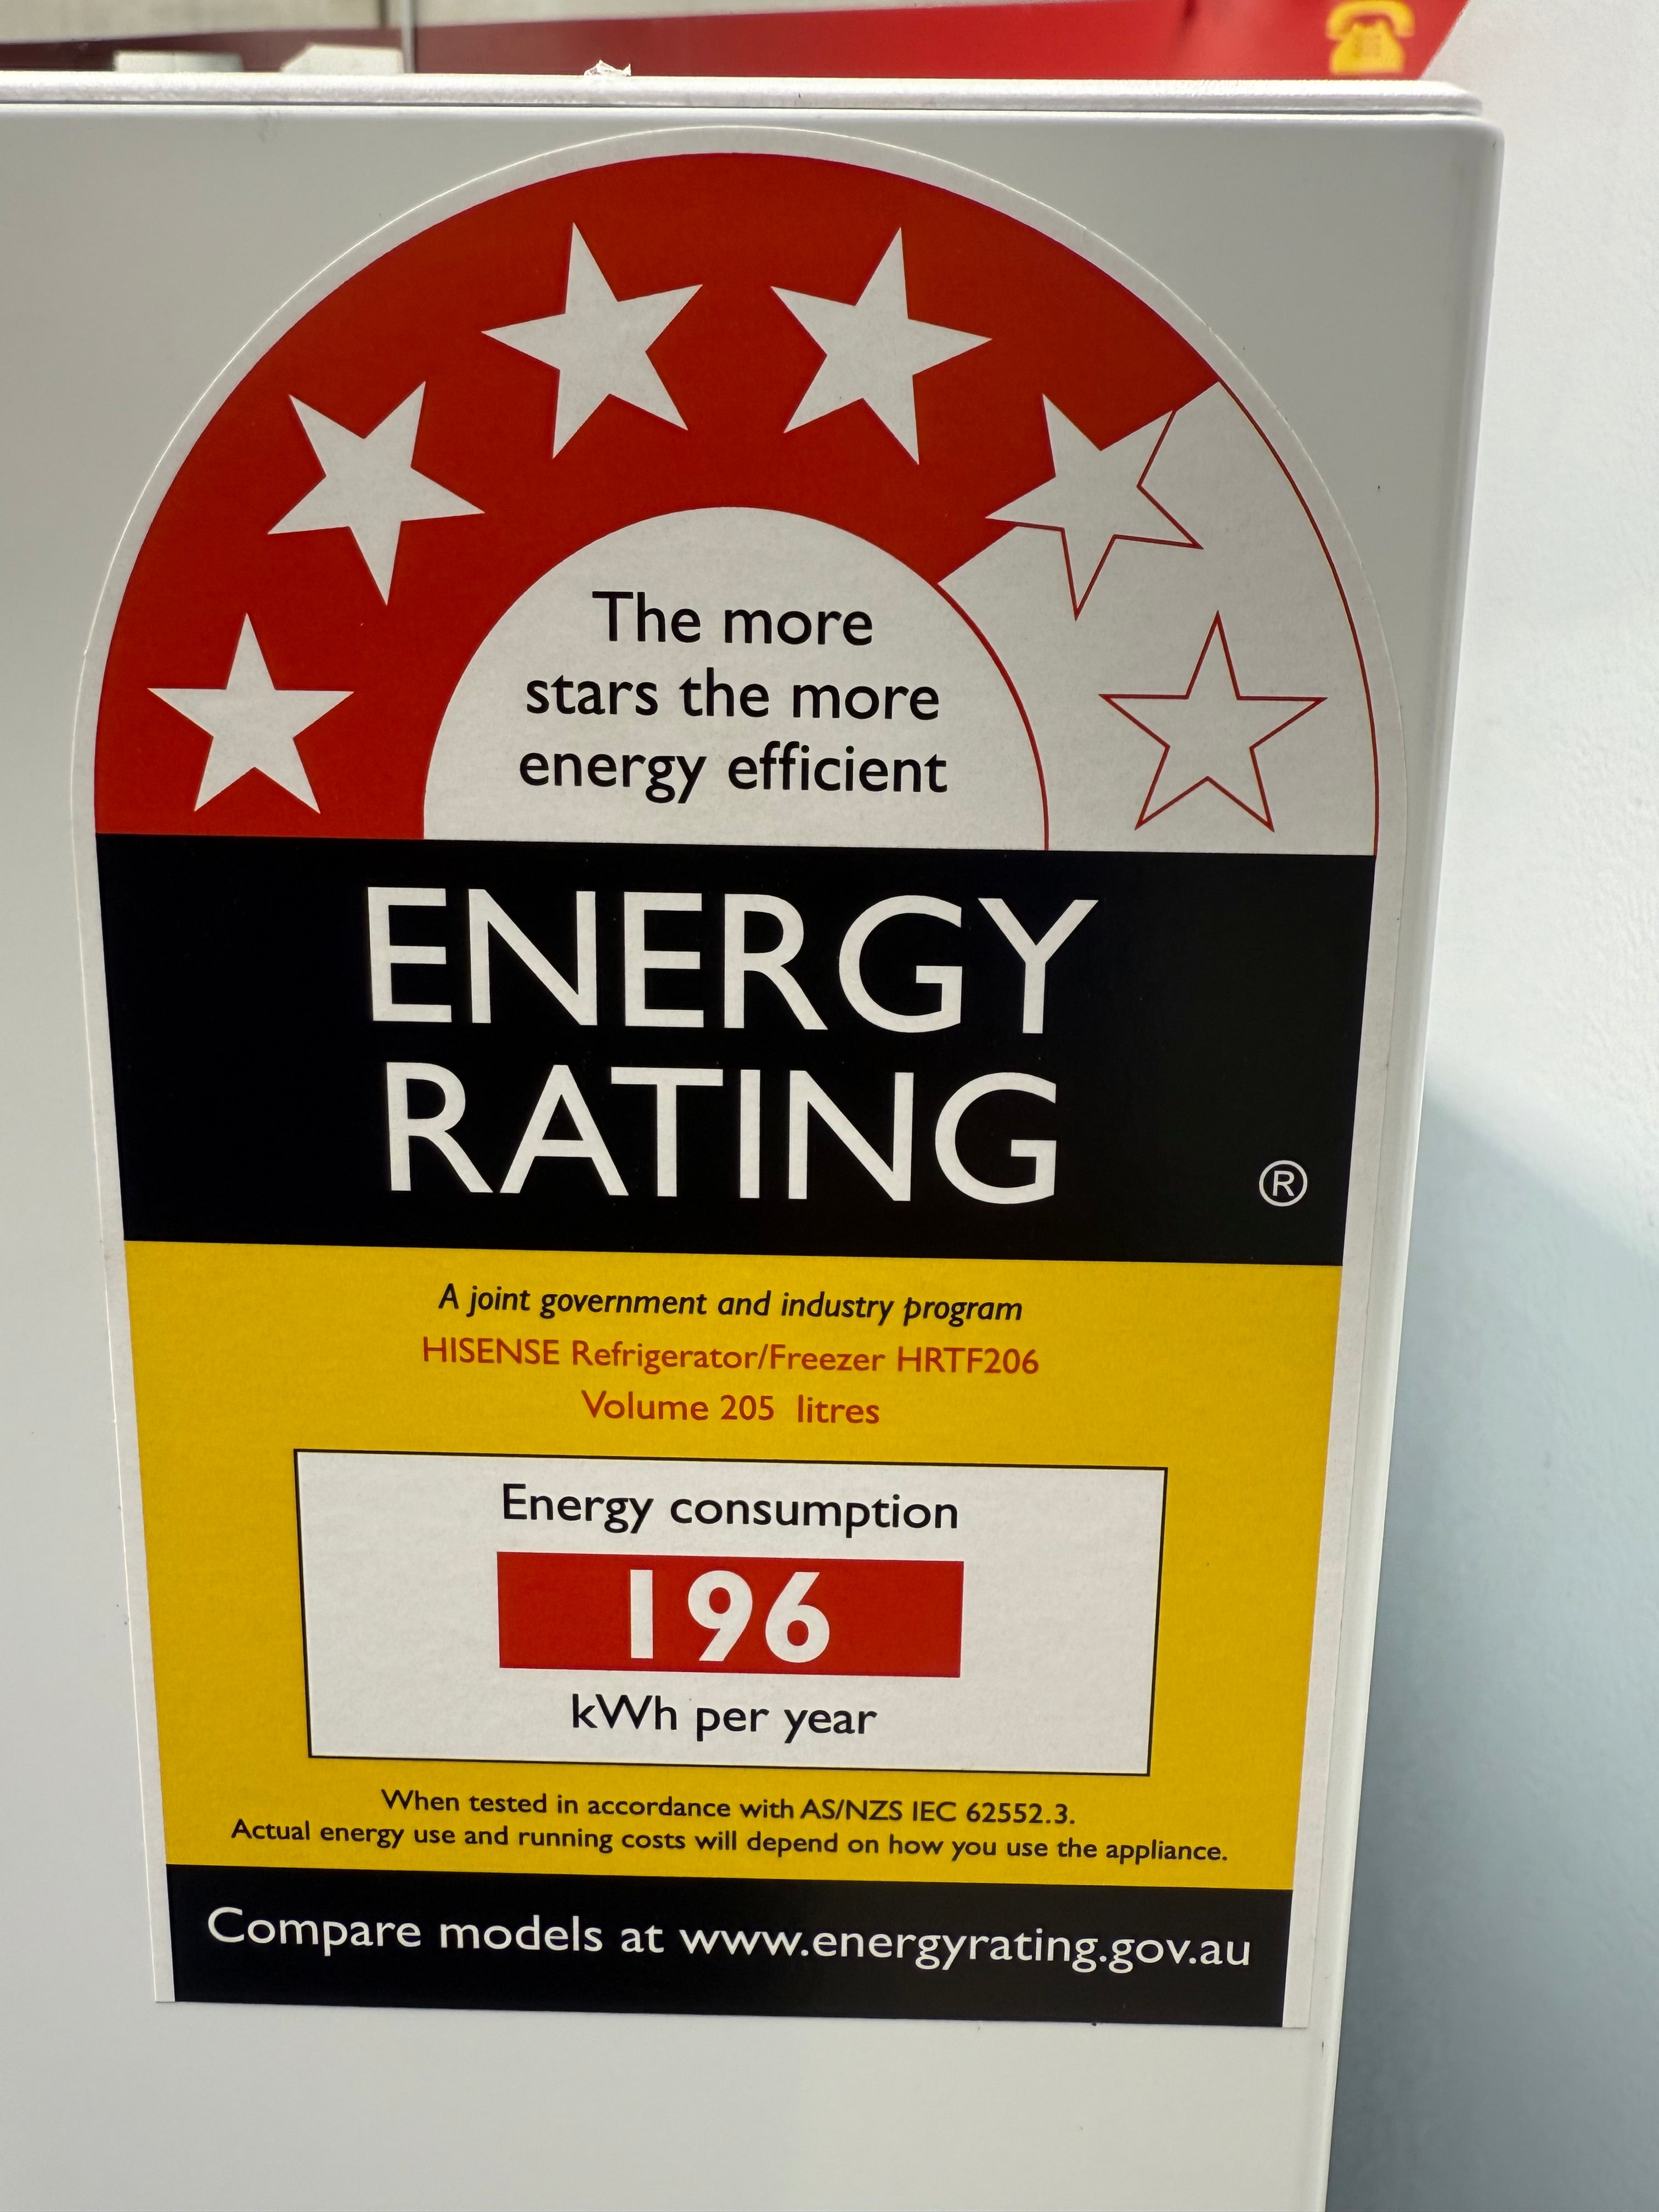 The more
stars the more
energy efficient
ENERGY
RATING
®
A joint government and industry program
HISENSE Refrigerator/Freezer HRTF206
Volume 205 litres
Energy consumption
196
kWh per year
When tested in accordance with AS/NZS IEC 62552.3.
Actual energy use and running costs will depend on how you use the appliance.
Compare models at www.energyrating.gov.au